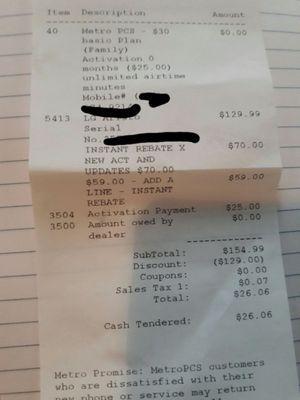 Item Description Amount
40 Metro PCS - $30 $0.00
basic Plan
(Family)
Activation 0
months ($25.00)
unlimited airtime
minutes
Mobile# (
5413 LG $129.99
Serial
No.
INSTANT REBATE X $70.00
NEW ACT AND
UPDATES $70.00
$59.00 - ADD A $59.00
LINE - INSTANT
REBATE
3504 Activation Payment $25.00
3500 Amount owed by $0.00
dealer
SubTotal: $154.99
Discount: ($129.00)
Coupons: $0.00
Sales Tax 1: $0.07
Total: $26.06
Cash Tendered: $26.06
Metro Promise: MetroPCS customers
who are dissatisfied with their
new phone or service may return